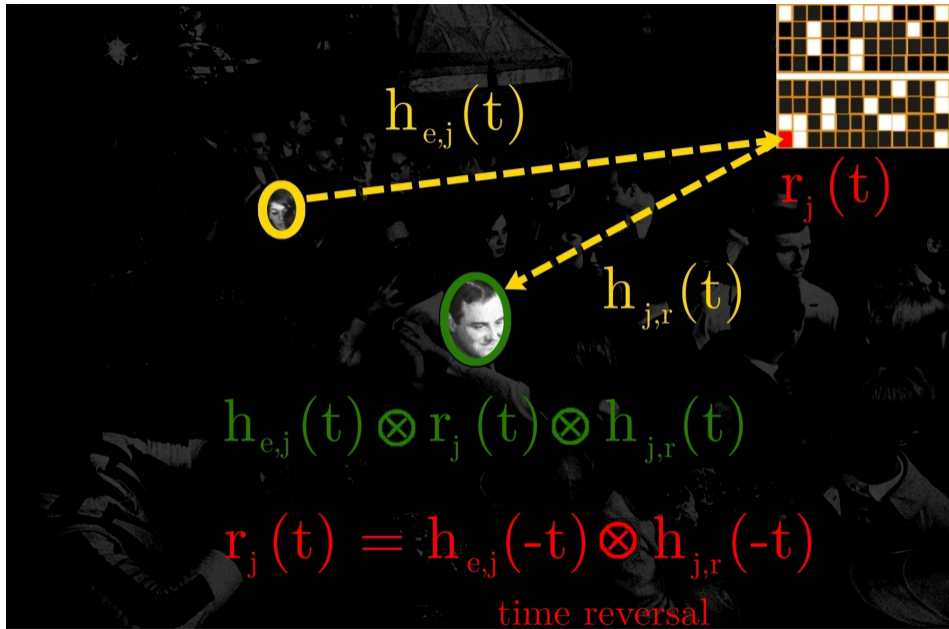 h_{e,j}(t)
r_j(t)
h_{j,r}(t)
h_{e,j}(t) ⊗ r_j(t) ⊗ h_{j,r}(t)
r_j(t) = h_{e,j}(-t) ⊗ h_{j,r}(-t)
time reversal